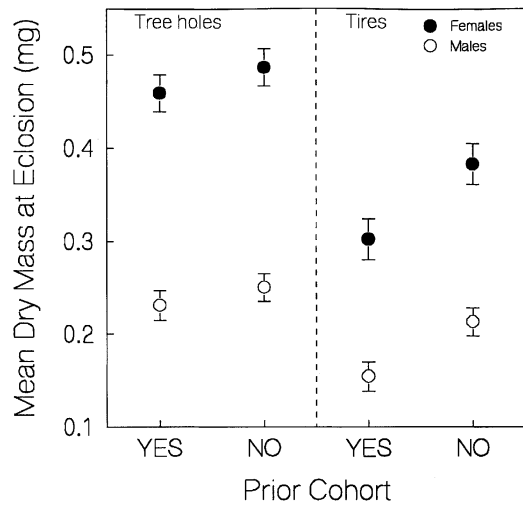 Tree holes
Tires
Females
Males
Mean Dry Mass at Eclosion (mg)
0.5
0.4
0.3
0.2
0.1
YES
NO
YES
NO
Prior Cohort